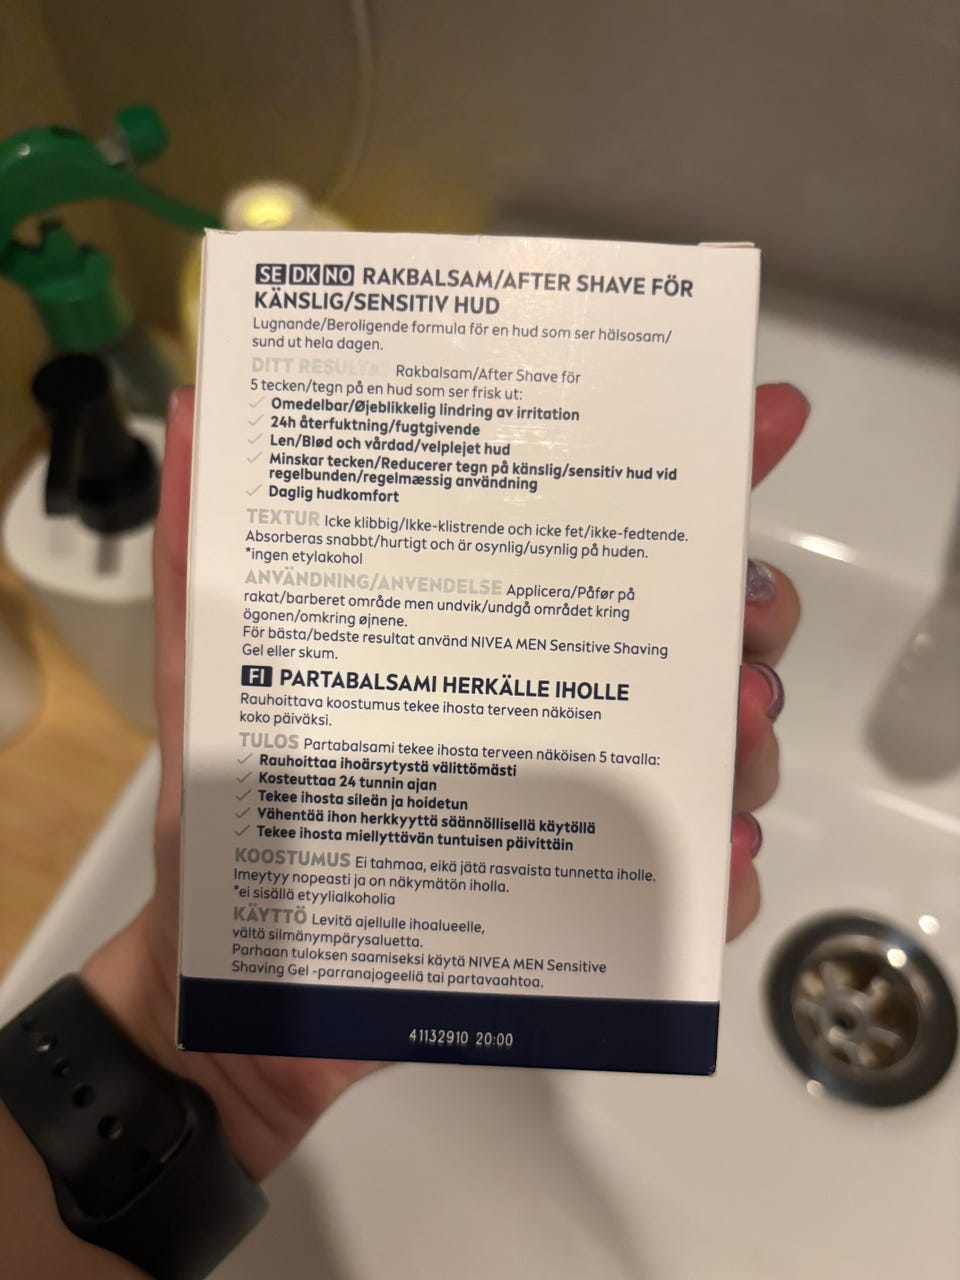 SE DK NO RAKBALSAM/AFTER SHAVE FÖR
KÄNSLIG/SENSITIV HUD
Lugnande/Beroligende formula för en hud som ser hälsosam/
sund ut hela dagen.
DITT RESULTAT Rakbalsam/After Shave för
5 tecken/tegn på en hud som ser frisk ut:
✓ Omedelbar/Øjeblikkelig lindring av irritation
✓ 24h återfuktning/fugtgivende
✓ Len/Blød och vårdad/velplejet hud
✓ Minskar tecken/Reducerer tegn på känslig/sensitiv hud vid
regelbunden/regelmæssig användning
✓ Daglig hudkomfort
TEXTUR Icke klibbig/Ikke-klistrende och icke fet/ikke-fedtende.
Absorberas snabbt/hurtigt och är osynlig/usynlig på huden.
*ingen etylakohol
ANVÄNDNING/ANVENDELSE Applicera/Påfør på
rakat/barberet område men undvik/undgå området kring
ögonen/omkring øjnene.
För bästa/bedste resultat använd NIVEA MEN Sensitive Shaving
Gel eller skum.
FI PARTABALSAMI HERKÄLLE IHOLLE
Rauhoittava koostumus tekee ihosta terveen näköisen
koko päiväksi.
TULOS Partabalsami tekee ihosta terveen näköisen 5 tavalla:
✓ Rauhoittaa ihoärsytystä välittömästi
✓ Kosteuttaa 24 tunnin ajan
✓ Tekee ihosta sileän ja hoidetun
✓ Vähentää ihon herkkyyttä säännöllisellä käytöllä
✓ Tekee ihosta miellyttävän tuntuisen päivittäin
KOOSTUMUS Ei tahmaa, eikä jätä rasvaista tunnetta iholle.
Imeytyy nopeasti ja on näkymätön iholla.
*ei sisällä etyylialkoholia
KÄYTTÖ Levitä ajellulle ihoalueelle,
vältä silmänympärysaluetta.
Parhaan tuloksen saamiseksi käytä NIVEA MEN Sensitive
Shaving Gel -parranajogeeliä tai partavaahtoa.
41132910 20:00